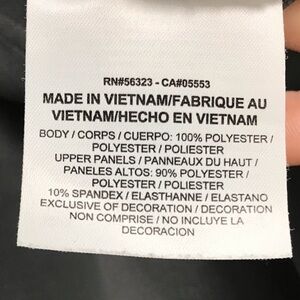 RN#56323 - CA#05553
MADE IN VIETNAM/FABRIQUE AU
VIETNAM/HECHO EN VIETNAM
BODY / CORPS / CUERPO: 100% POLYESTER /
POLYESTER / POLIESTER
UPPER PANELS / PANNEAUX DU HAUT /
PANELES ALTOS: 90% POLYESTER /
POLYESTER / POLIESTER
10% SPANDEX / ELASTHANNE / ELASTANO
EXCLUSIVE OF DECORATION / DECORATION
NON COMPRISE / NO INCLUYE LA
DECORACION